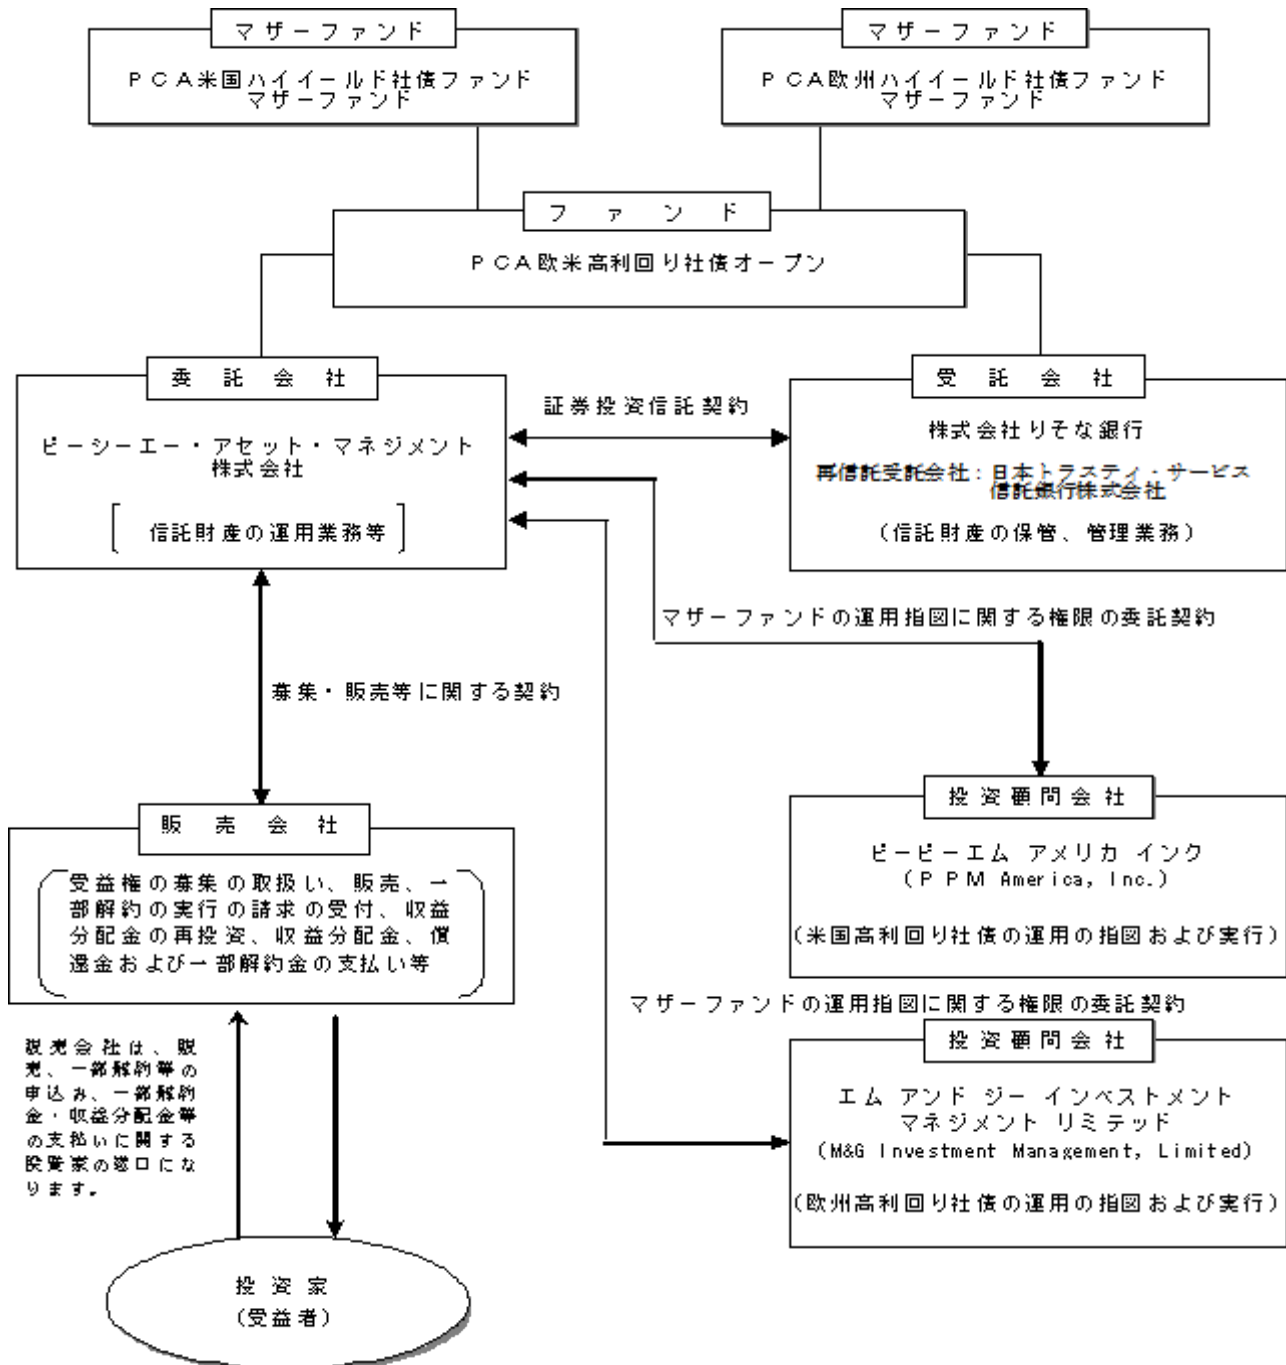 マザーファンド
PCA米国ハイイールド社債ファンド
マザーファンド
マザーファンド
PCA欧州ハイイールド社債ファンド
マザーファンド
ファンド
PCA欧米高利回り社債オープン
委託会社
ピーシーエー・アセット・マネジメント
株式会社
信託財産の運用業務等
証券投資信託契約
受託会社
株式会社りそな銀行
再信託受託会社：日本トラスティ・サービス
信託銀行株式会社
(信託財産の保管、管理業務)
マザーファンドの運用指図に関する権限の委託契約
募集・販売等に関する契約
投資顧問会社
ピーピーエム アメリカ インク
(PPM America, Inc.)
(米国高利回り社債の運用の指図および実行)
販売会社
受益権の募集の取扱い、販売、一
部解約の実行の請求の受付、収益
分配金の再投資、収益分配金、償
還金および一部解約金の支払い等
マザーファンドの運用指図に関する権限の委託契約
投資顧問会社
エム アンド ジー インベストメント
マネジメント リミテッド
(M&G Investment Management, Limited)
(欧州高利回り社債の運用の指図および実行)
販売会社は、販
売、一部解約等の
申込み、一部解約
金・収益分配金等
の支払いに関する
投資家の窓口にな
ります。
投資家
(受益者)